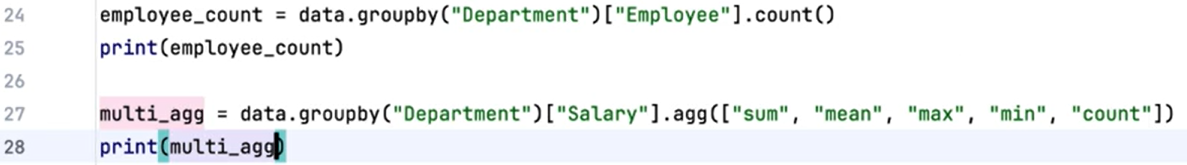 24 employee_count = data.groupby("Department")["Employee"].count()
25 print(employee_count)
26
27 multi_agg = data.groupby("Department")["Salary"].agg(["sum", "mean", "max", "min", "count"])
28 print(multi_agg)